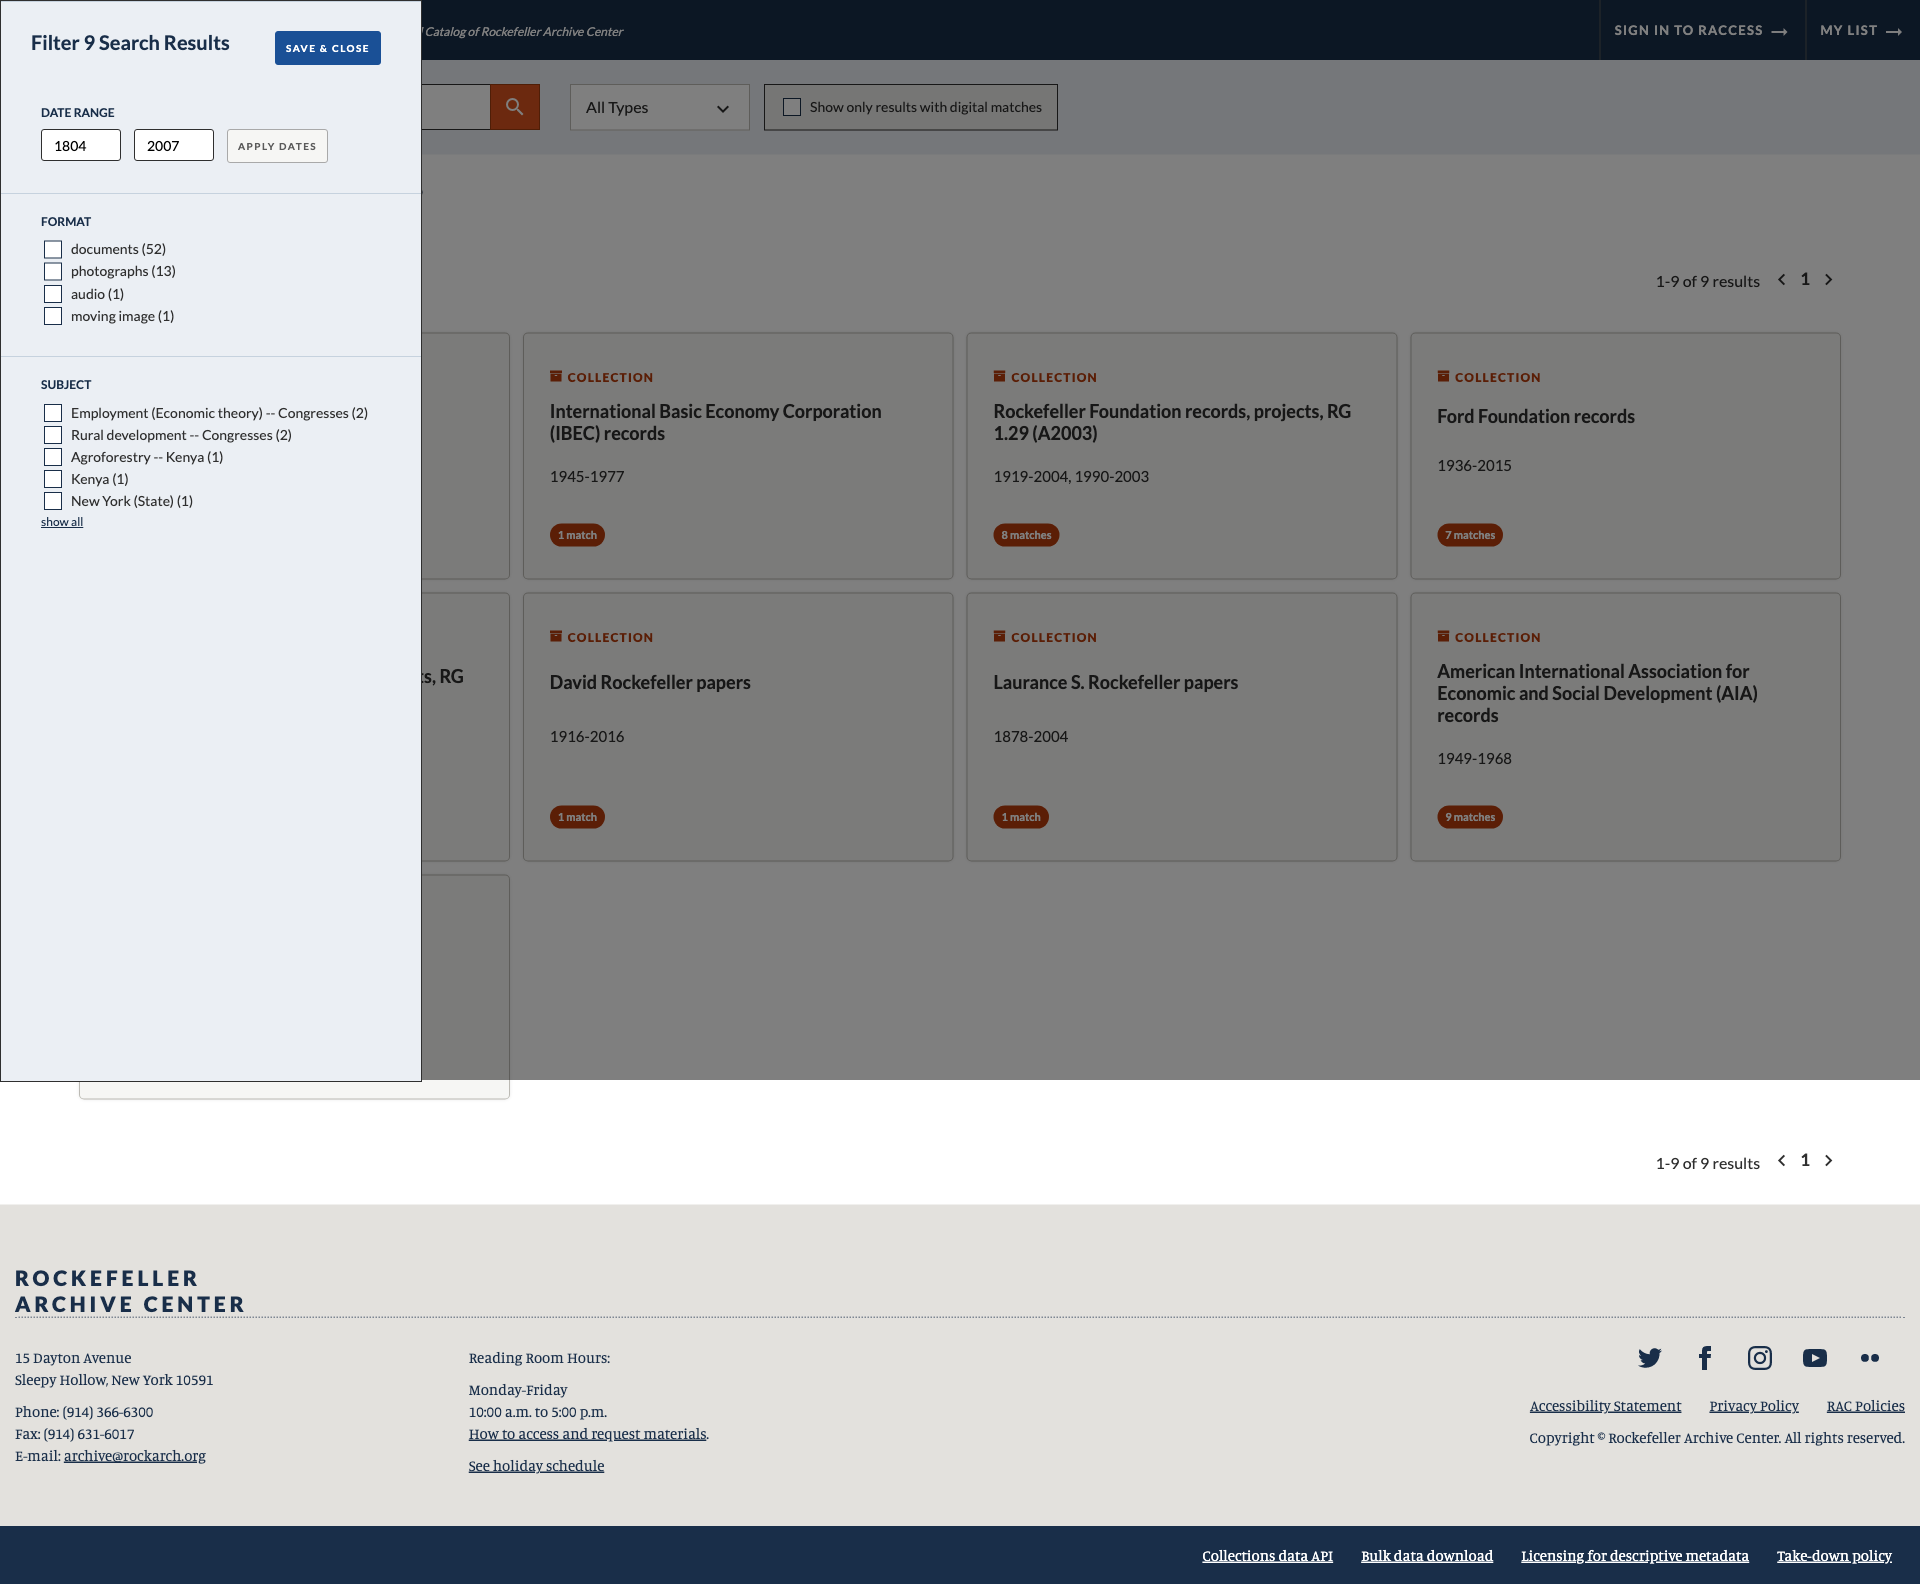 Filter 9 Search Results
SAVE & CLOSE
Catalog of Rockefeller Archive Center
SIGN IN TO RACCESS
MY LIST
DATE RANGE
1804
2007
APPLY DATES
All Types
Show only results with digital matches
FORMAT
documents (52)
photographs (13)
audio (1)
moving image (1)
SUBJECT
Employment (Economic theory) -- Congresses (2)
Rural development -- Congresses (2)
Agroforestry -- Kenya (1)
Kenya (1)
New York (State) (1)
show all
1-9 of 9 results
1
COLLECTION
International Basic Economy Corporation
(IBEC) records
1945-1977
1 match
COLLECTION
Rockefeller Foundation records, projects, RG
1.29 (A2003)
1919-2004, 1990-2003
8 matches
COLLECTION
Ford Foundation records
1936-2015
7 matches
RG
COLLECTION
David Rockefeller papers
1916-2016
1 match
COLLECTION
Laurance S. Rockefeller papers
1878-2004
1 match
COLLECTION
American International Association for
Economic and Social Development (AIA)
records
1949-1968
9 matches
1-9 of 9 results
1
ROCKEFELLER
ARCHIVE CENTER
15 Dayton Avenue
Sleepy Hollow, New York 10591
Phone: (914) 366-6300
Fax: (914) 631-6017
E-mail: archive@rockarch.org
Reading Room Hours:
Monday-Friday
10:00 a.m. to 5:00 p.m.
How to access and request materials.
See holiday schedule
Accessibility Statement
Privacy Policy
RAC Policies
Copyright © Rockefeller Archive Center. All rights reserved.
Collections data API
Bulk data download
Licensing for descriptive metadata
Take-down policy